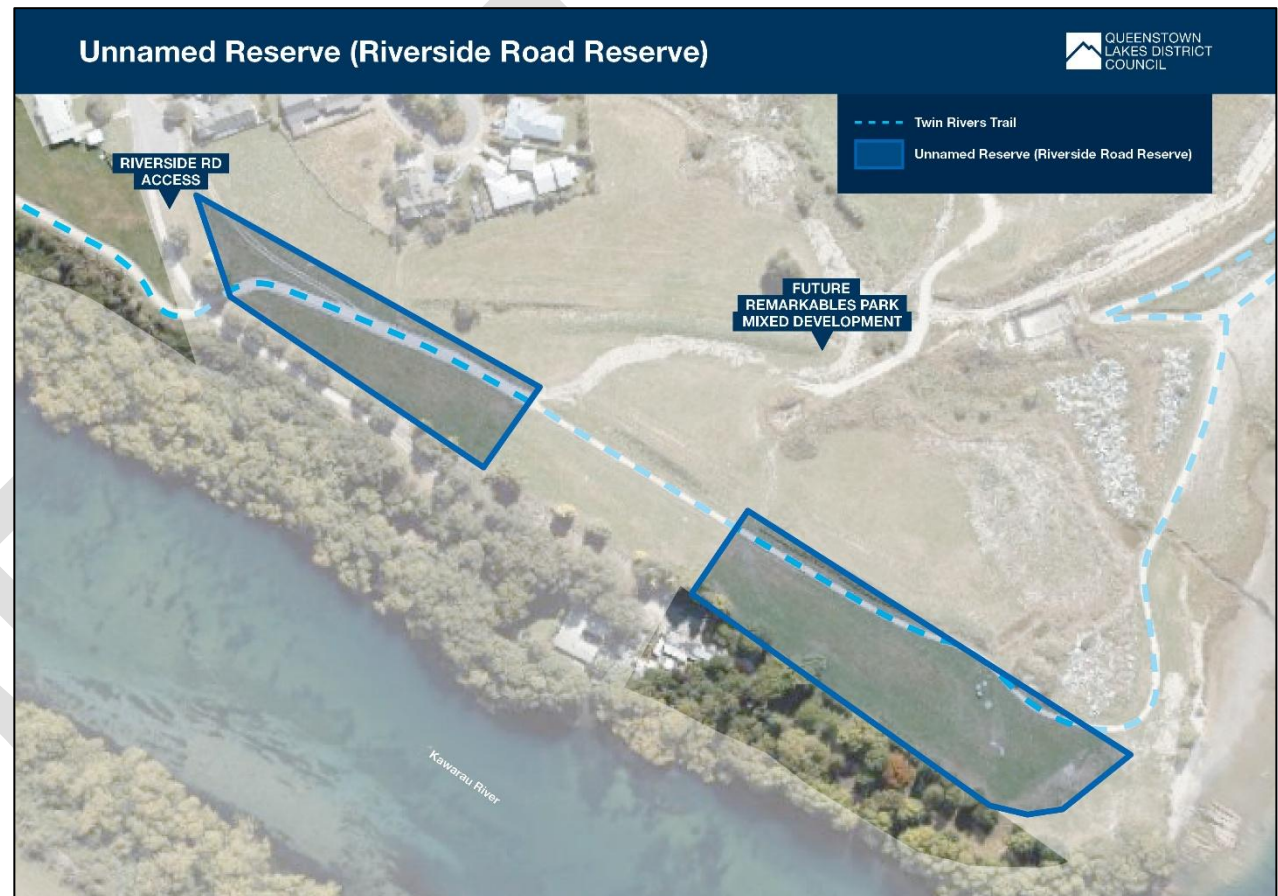 Unnamed Reserve (Riverside Road Reserve)
QUEENSTOWN
LAKES DISTRICT
COUNCIL
Twin Rivers Trail
Unnamed Reserve (Riverside Road Reserve)
RIVERSIDE RD
ACCESS
FUTURE
REMARKABLES PARK
MIXED DEVELOPMENT
Kawarau River